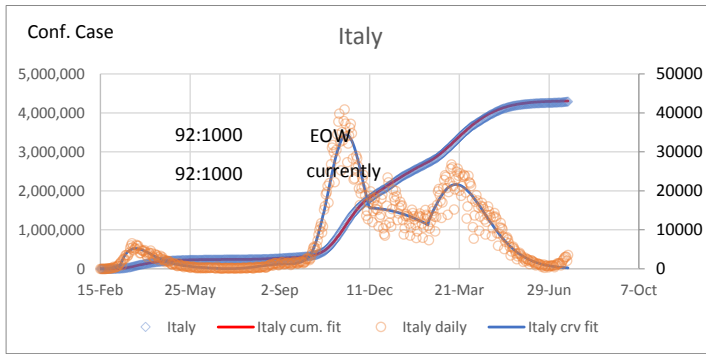 Conf. Case
Italy
5,000,000 50000
4,000,000 92:1000 EOW 40000
3,000,000 92:1000 currently 30000
2,000,000 20000
1,000,000 10000
0 0
15-Feb 25-May 2-Sep 11-Dec 21-Mar 29-Jun 7-Oct
Italy Italy cum. fit Italy daily Italy crv fit